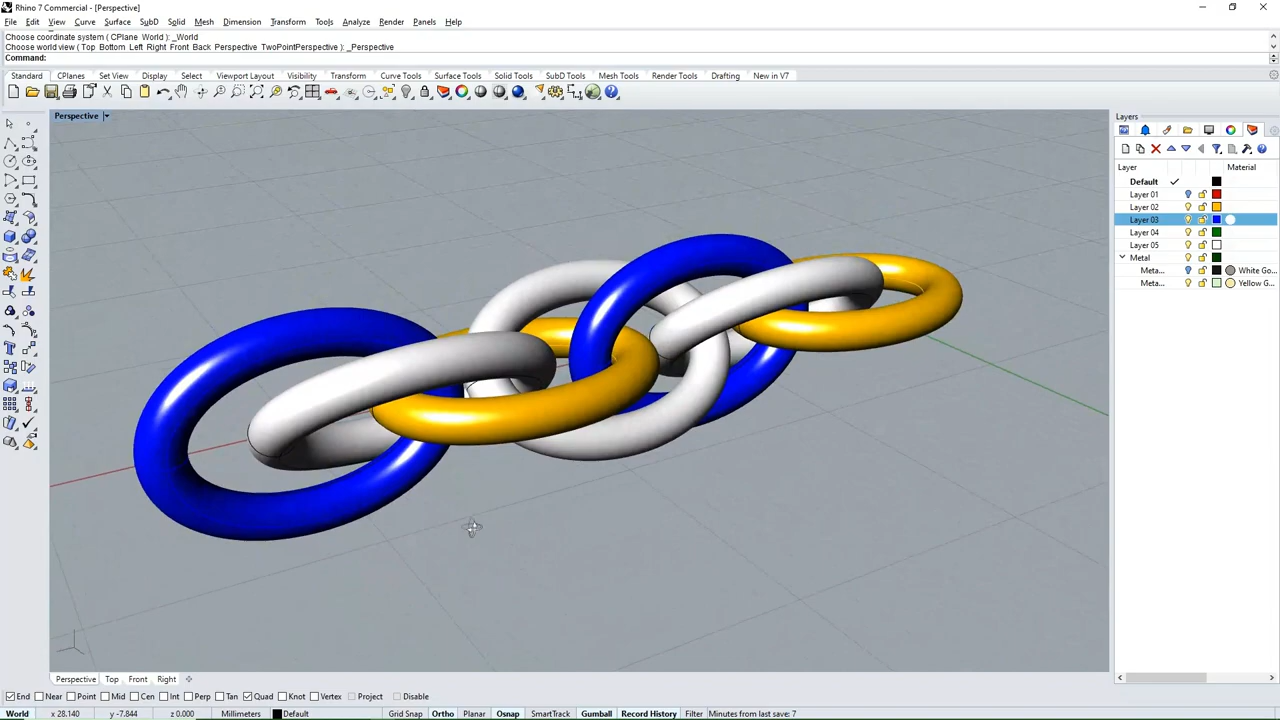 Rhino 7 Commercial - [Perspective]
File Edit View Curve Surface SubD Solid Mesh Dimension Transform Tools Analyze Render Panels Help
Choose coordinate system ( CPlane World ): _World
Choose world view ( Top Bottom Left Right Front Back Perspective TwoPointPerspective ): _Perspective
Command:
Standard CPlanes Set View Display Select Viewport Layout Visibility Transform Curve Tools Surface Tools Solid Tools SubD Tools Mesh Tools Render Tools Drafting New in V7
Perspective
Layers
Layer Material
Default
Layer 01
Layer 02
Layer 03
Layer 04
Layer 05
Metal
Meta... White Go
Meta... Yellow G...
Perspective Top Front Right
End Near Point Mid Cen Int Perp Tan Quad Knot Vertex Project Disable
World x 28.140 y -7.844 z 0.000 Millimeters Default Grid Snap Ortho Planar Osnap SmartTrack Gumball Record History Filter Minutes from last save: 7